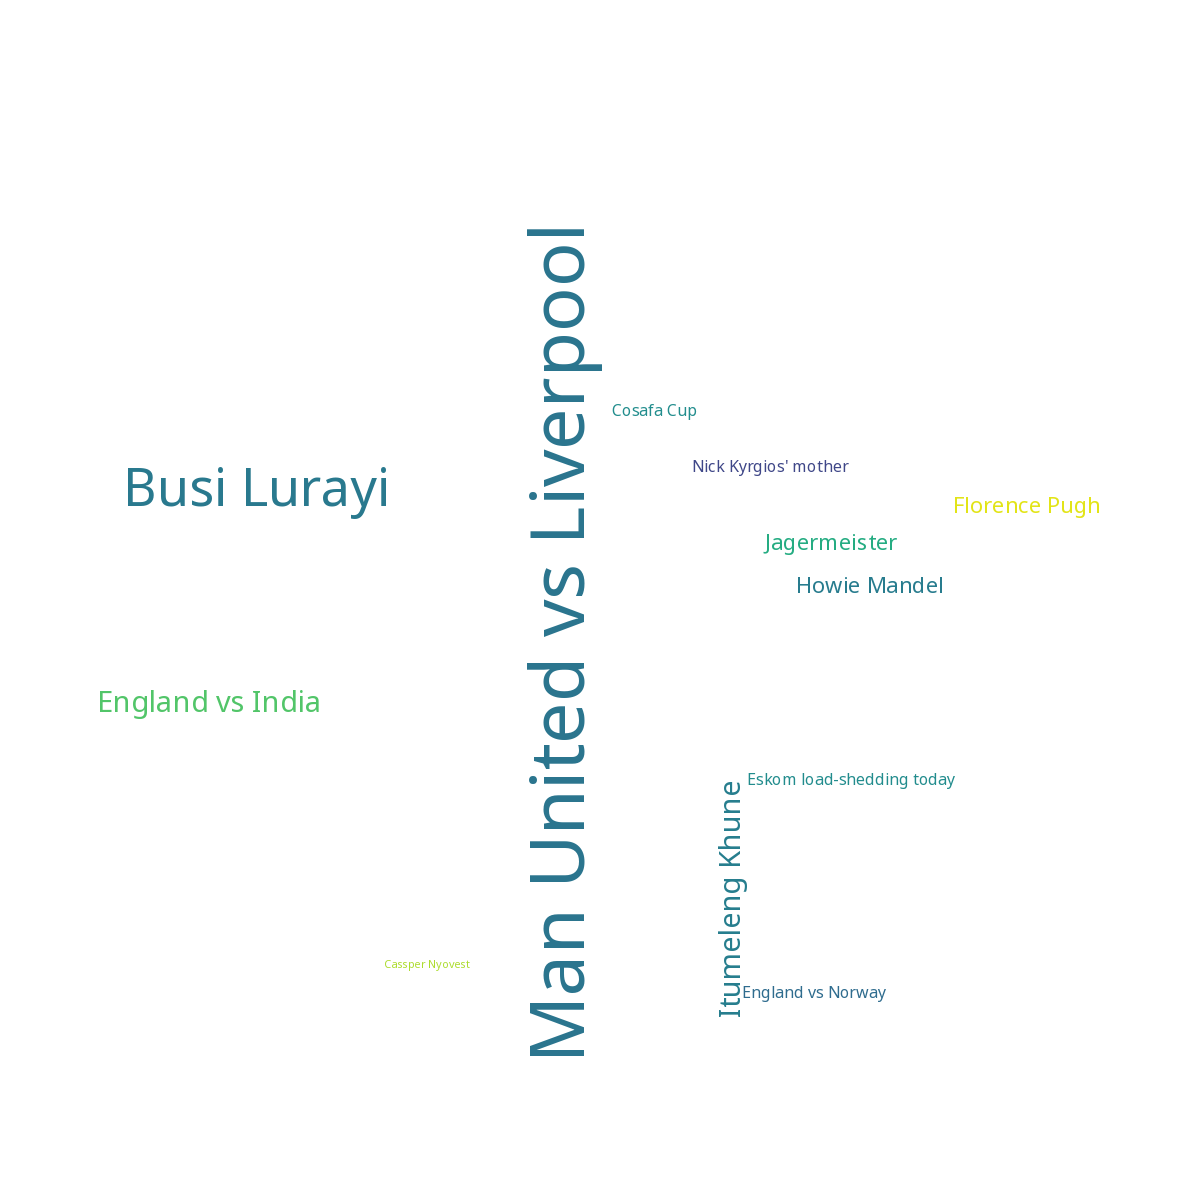 Man United vs Liverpool
Cosafa Cup
Nick Kyrgios' mother
Busi Lurayi
Florence Pugh
Jagermeister
Howie Mandel
England vs India
Eskom load-shedding today
Itumeleng Khune
Cassper Nyovest
England vs Norway